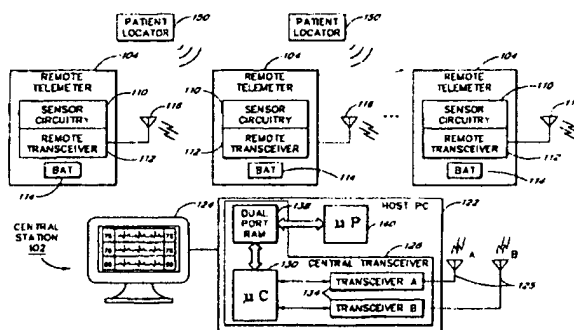 PATIENT LOCATOR 150
PATIENT LOCATOR 150
104 104 104
REMOTE TELEMETER
110
SENSOR CIRCUITRY
REMOTE TRANSCEIVER
112
BAT
114
116
REMOTE TELEMETER
110
SENSOR CIRCUITRY
REMOTE TRANSCEIVER
112
BAT
114
116
...
REMOTE TELEMETER
110
SENSOR CIRCUITRY
REMOTE TRANSCEIVER
112
BAT
114
CENTRAL STATION 102
124
HOST PC
122
138
DUAL PORT RAM
μP
140
126
130
CENTRAL TRANSCEIVER
μC
134
TRANSCEIVER A
TRANSCEIVER B
A
B
125